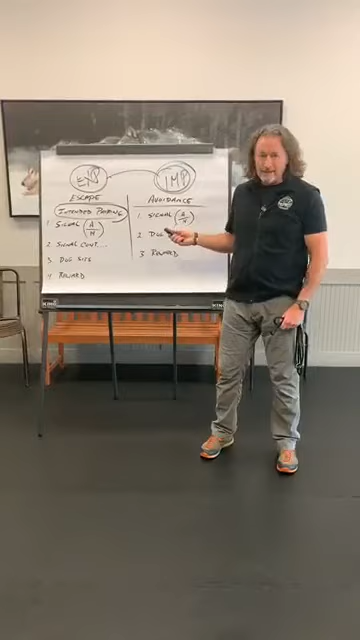 EXP
IMP
ESCAPE
INTENDED PAIRING
1. SIGNAL (A/H)
2. SIGNAL CONT...
3. DOG SITS
4. REWARD
AVOIDANCE
1. SIGNAL (A/H)
2. DOG
3. REWARD